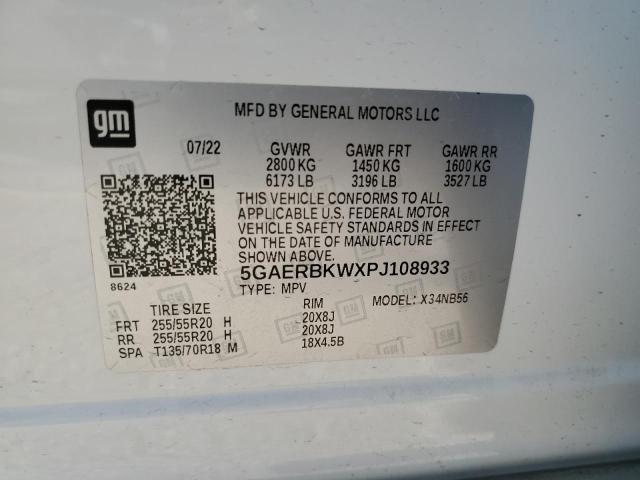 gm
MFD BY GENERAL MOTORS LLC
07/22 GVWR GAWR FRT GAWR RR
2800 KG 1450 KG 1600 KG
6173 LB 3196 LB 3527 LB
THIS VEHICLE CONFORMS TO ALL
APPLICABLE U.S. FEDERAL MOTOR
VEHICLE SAFETY STANDARDS IN EFFECT ON
THE DATE OF MANUFACTURE
SHOWN ABOVE.
5GAERBKWXPJ108933
8624
TYPE: MPV MODEL: X34NB56
TIRE SIZE RIM
FRT 255/55R20 H 20X8J
RR 255/55R20 H 20X8J
SPA T135/70R18 M 18X4.5B